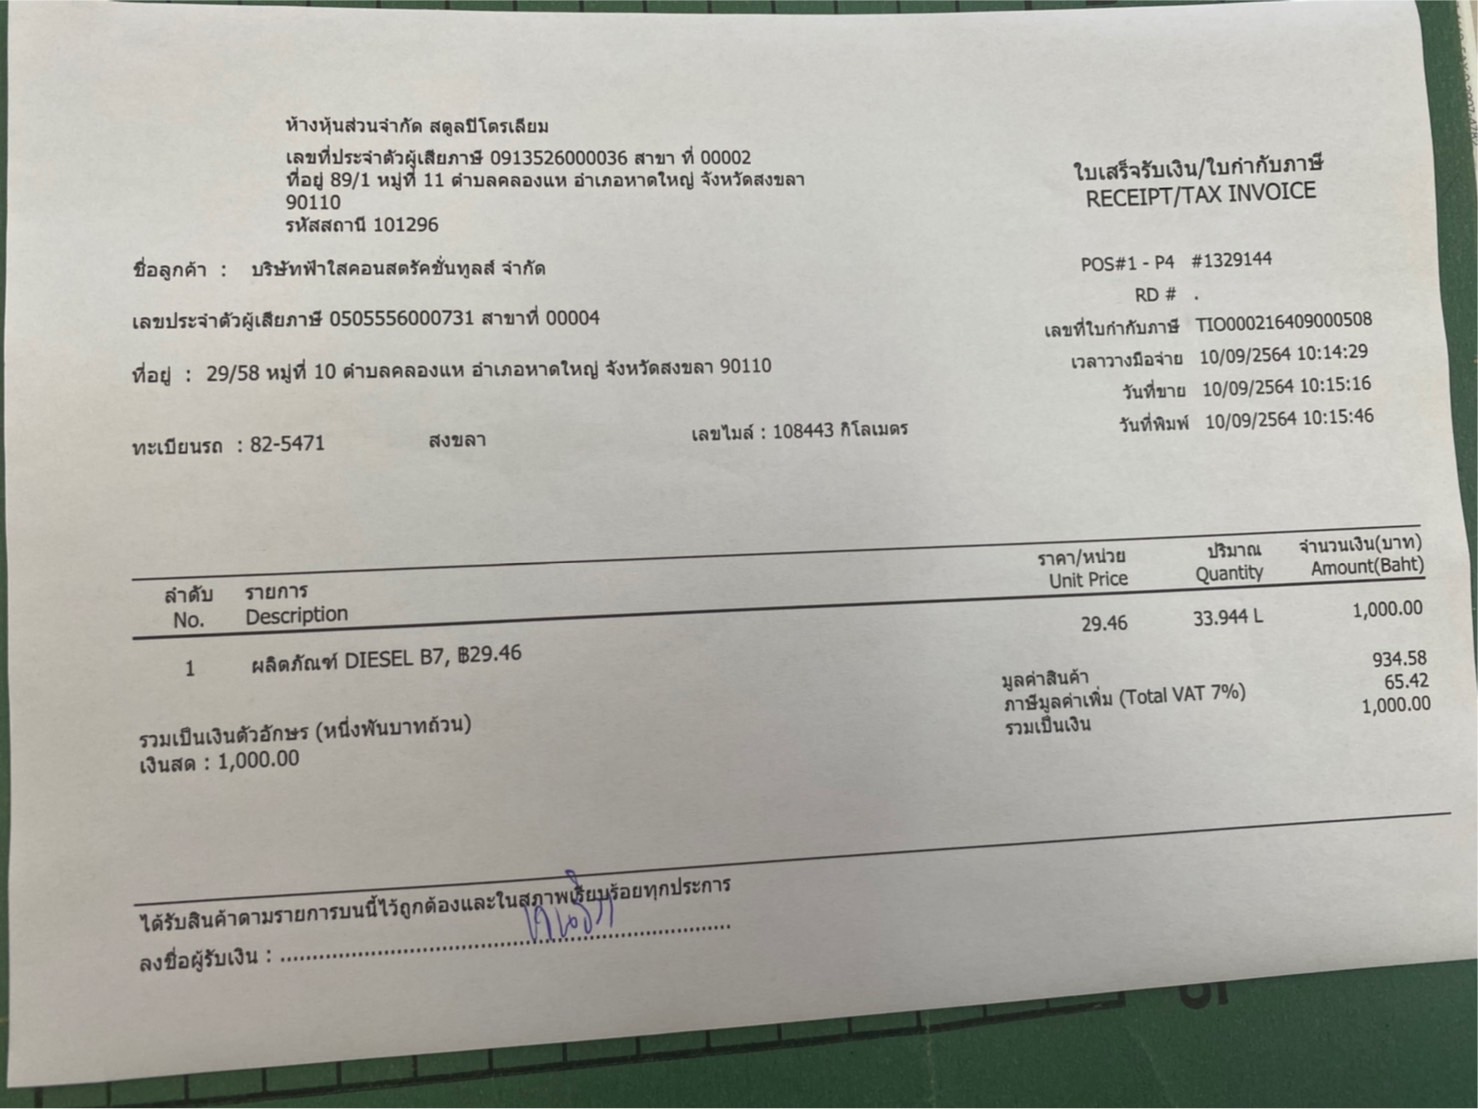 ห้างหุ้นส่วนจำกัด สตูลปิโตรเลียม
เลขที่ประจำตัวผู้เสียภาษี 0913526000036 สาขา ที่ 00002
ที่อยู่ 89/1 หมู่ที่ 11 ตำบลคลองแห อำเภอหาดใหญ่ จังหวัดสงขลา
90110
รหัสสถานี 101296
ใบเสร็จรับเงิน/ใบกำกับภาษี
RECEIPT/TAX INVOICE
ชื่อลูกค้า : บริษัทฟ้าใสคอนสตรัคชั่นทูลส์ จำกัด
เลขประจำตัวผู้เสียภาษี 0505556000731 สาขาที่ 00004
ที่อยู่ : 29/58 หมู่ที่ 10 ตำบลคลองแห อำเภอหาดใหญ่ จังหวัดสงขลา 90110
ทะเบียนรถ : 82-5471 สงขลา เลขไมล์ : 108443 กิโลเมตร
POS#1 - P4 #1329144
RD # .
เลขที่ใบกำกับภาษี TIO000216409000508
เวลาวางมือจ่าย 10/09/2564 10:14:29
วันที่ขาย 10/09/2564 10:15:16
วันที่พิมพ์ 10/09/2564 10:15:46
ลำดับ รายการ ราคา/หน่วย ปริมาณ จำนวนเงิน(บาท)
No. Description Unit Price Quantity Amount(Baht)
1 ผลิตภัณฑ์ DIESEL B7, ฿29.46 29.46 33.944 L 1,000.00
มูลค่าสินค้า 934.58
ภาษีมูลค่าเพิ่ม (Total VAT 7%) 65.42
รวมเป็นเงิน 1,000.00
รวมเป็นเงินตัวอักษร (หนึ่งพันบาทถ้วน)
เงินสด : 1,000.00
ได้รับสินค้าตามรายการบนนี้ไว้ถูกต้องและในสภาพเรียบร้อยทุกประการ
ลงชื่อผู้รับเงิน : ......................................................................